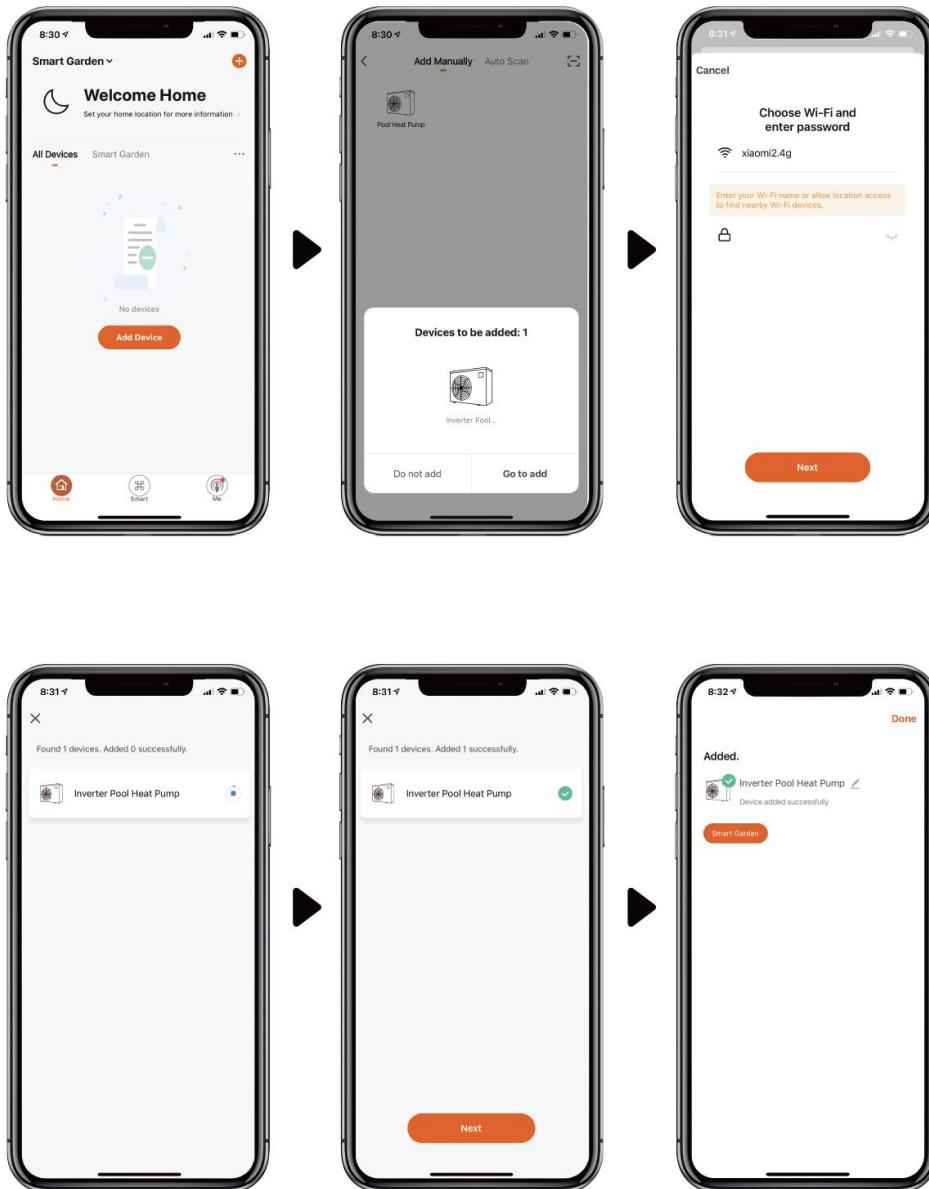 8:30
Smart Garden
Welcome Home
Set your home location for more information
All Devices Smart Garden
No devices
Add Device
Home Smart Me
8:30
Add Manually Auto Scan
Pool Heat Pump
Devices to be added: 1
Inverter Pool...
Do not add Go to add
8:31
Cancel
Choose Wi-Fi and
enter password
xiaomi2.4g
Enter your Wi-Fi name or allow location access
to find nearby Wi-Fi devices.
Next
8:31
Found 1 devices. Added 0 successfully.
Inverter Pool Heat Pump
8:31
Found 1 devices. Added 1 successfully.
Inverter Pool Heat Pump
Next
8:32
Done
Added.
Inverter Pool Heat Pump
Device added successfully
Smart Garden